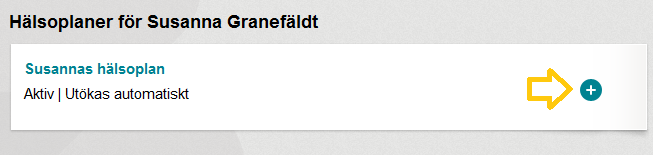 Hälsoplaner för Susanna Granefäldt
Susannas hälsoplan
Aktiv | Utökas automatiskt